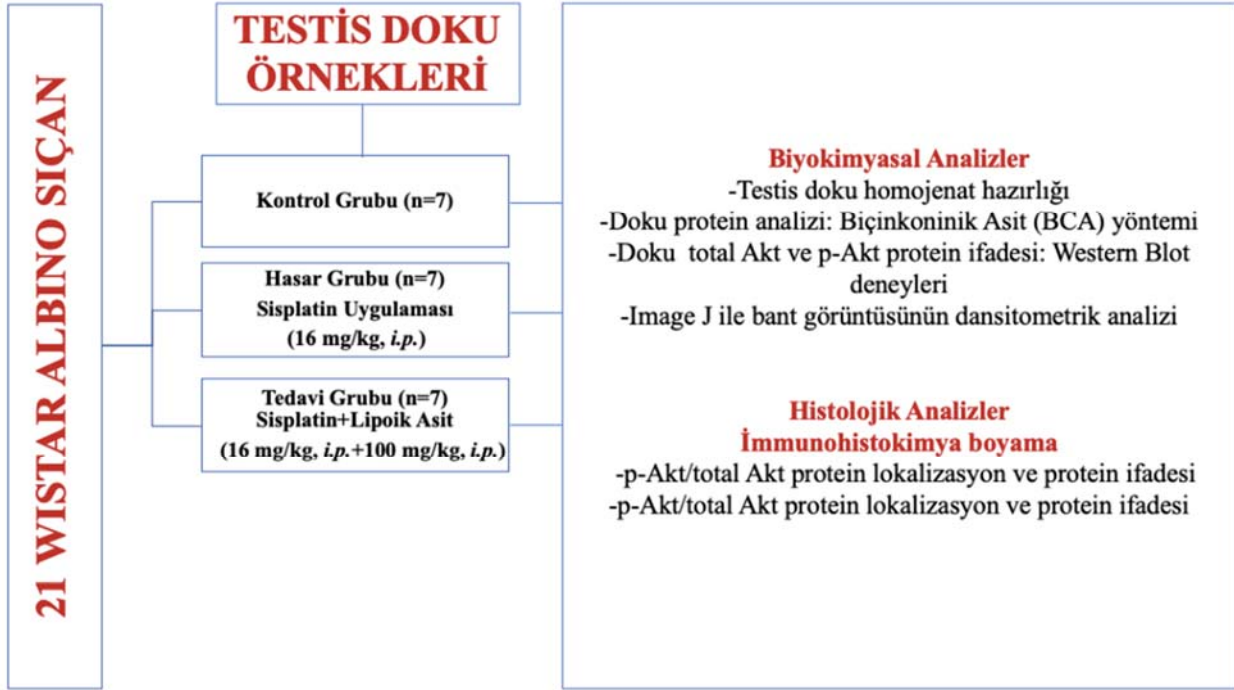 21 WISTAR ALBINO SIÇAN
TESTİS DOKU
ÖRNEKLERİ
Kontrol Grubu (n=7)
Hasar Grubu (n=7)
Sisplatin Uygulaması
(16 mg/kg, i.p.)
Tedavi Grubu (n=7)
Sisplatin+Lipoik Asit
(16 mg/kg, i.p.+100 mg/kg, i.p.)
Biyokimyasal Analizler
-Testis doku homojenat hazırlığı
-Doku protein analizi: Biçinkoninik Asit (BCA) yöntemi
-Doku total Akt ve p-Akt protein ifadesi: Western Blot
deneyleri
-Image J ile bant görüntüsünün dansitometrik analizi
Histolojik Analizler
İmmunohistokimya boyama
-p-Akt/total Akt protein lokalizasyon ve protein ifadesi
-p-Akt/total Akt protein lokalizasyon ve protein ifadesi